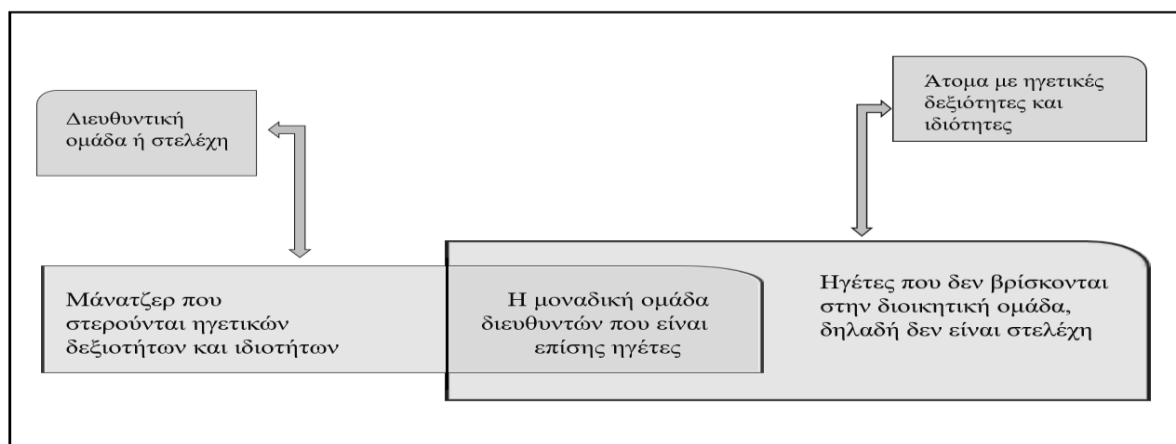 Διευθυντική
ομάδα ή στελέχη
Άτομα με ηγετικές
δεξιότητες και
ιδιότητες
Μάνατζερ που
στερούνται ηγετικών
δεξιοτήτων και ιδιοτήτων
Η μοναδική ομάδα
διευθυντών που είναι
επίσης ηγέτες
Ηγέτες που δεν βρίσκονται
στην διοικητική ομάδα,
δηλαδή δεν είναι στελέχη